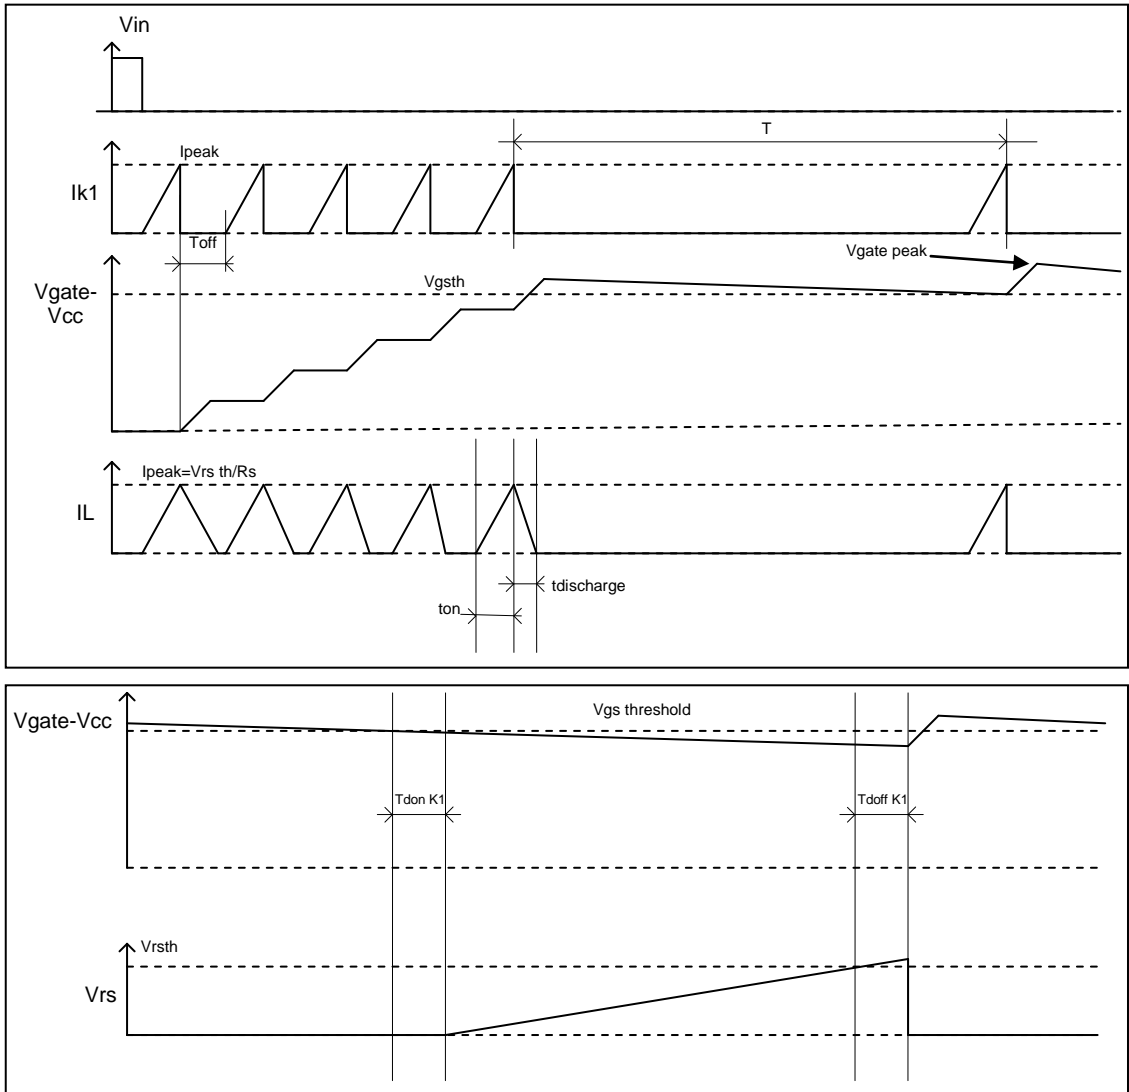 Vin
T
Ipeak
Ik1
Toff
Vgate peak
Vgate-
Vcc
Vgsth
Ipeak=Vrs th/Rs
IL
tdischarge
ton
Vgate-Vcc
Vgs threshold
Tdon K1
Tdoff K1
Vrsth
Vrs